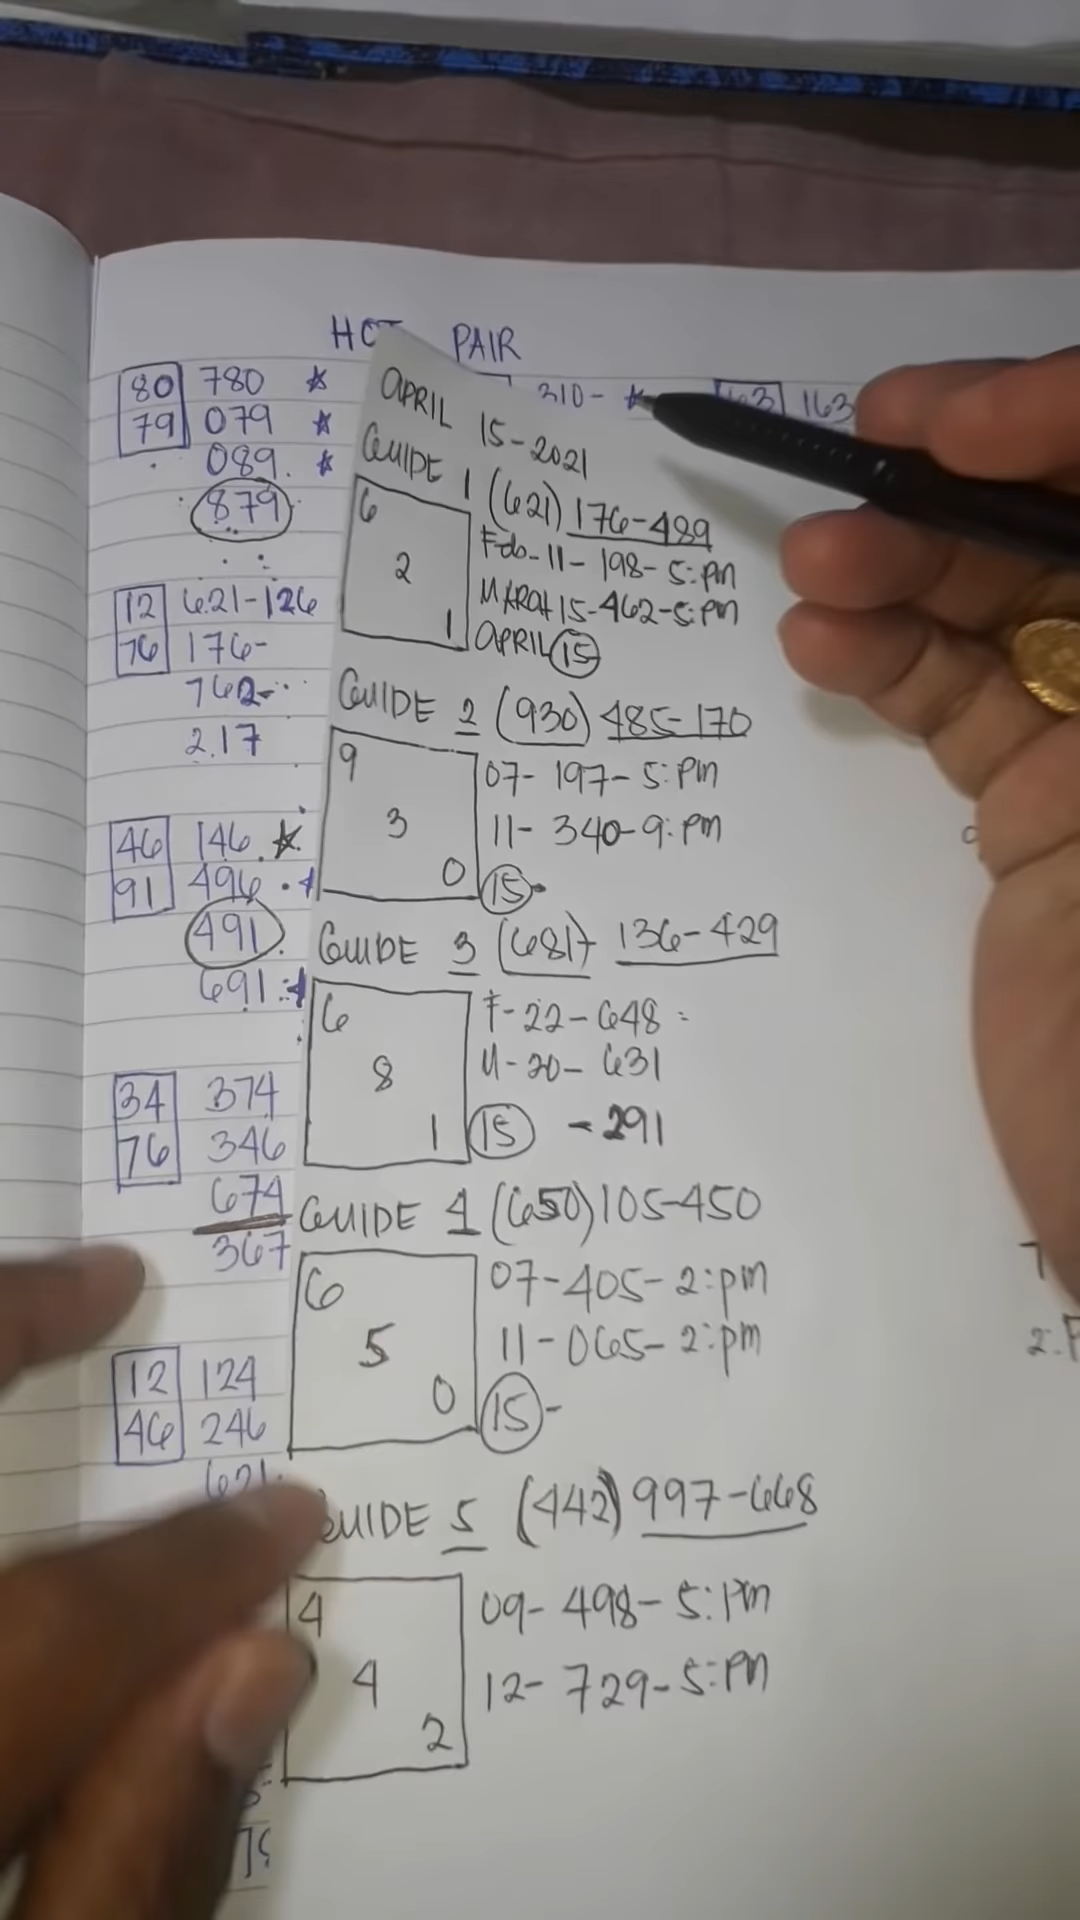 HOT PAIR
80 780 ★
79 079 ★
089. ★
879
12 621-126
76 176-
762-
2.17
46 146. ★
91 496
491
691
34 374
76 346
674
367
12 124
46 246
621
310- ★
63 163
APRIL 15-2021
GUIDE 1 (621) 176-489
6
2
1
Feb-11-198-5:pm
MARCH 15-462-5:pm
APRIL 15
GUIDE 2 (930) 485-170
9
3
0
07-197-5:pm
11-340-9:pm
15-
GUIDE 3 (681)- 136-429
6
8
1
F-22-648
M-20-631
15 -291
GUIDE 4 (650) 105-450
6
5
0
07-405-2:pm
11-065-2:pm
15-
GUIDE 5 (442) 997-668
4
4
2
09-498-5:pm
12-729-5:pm